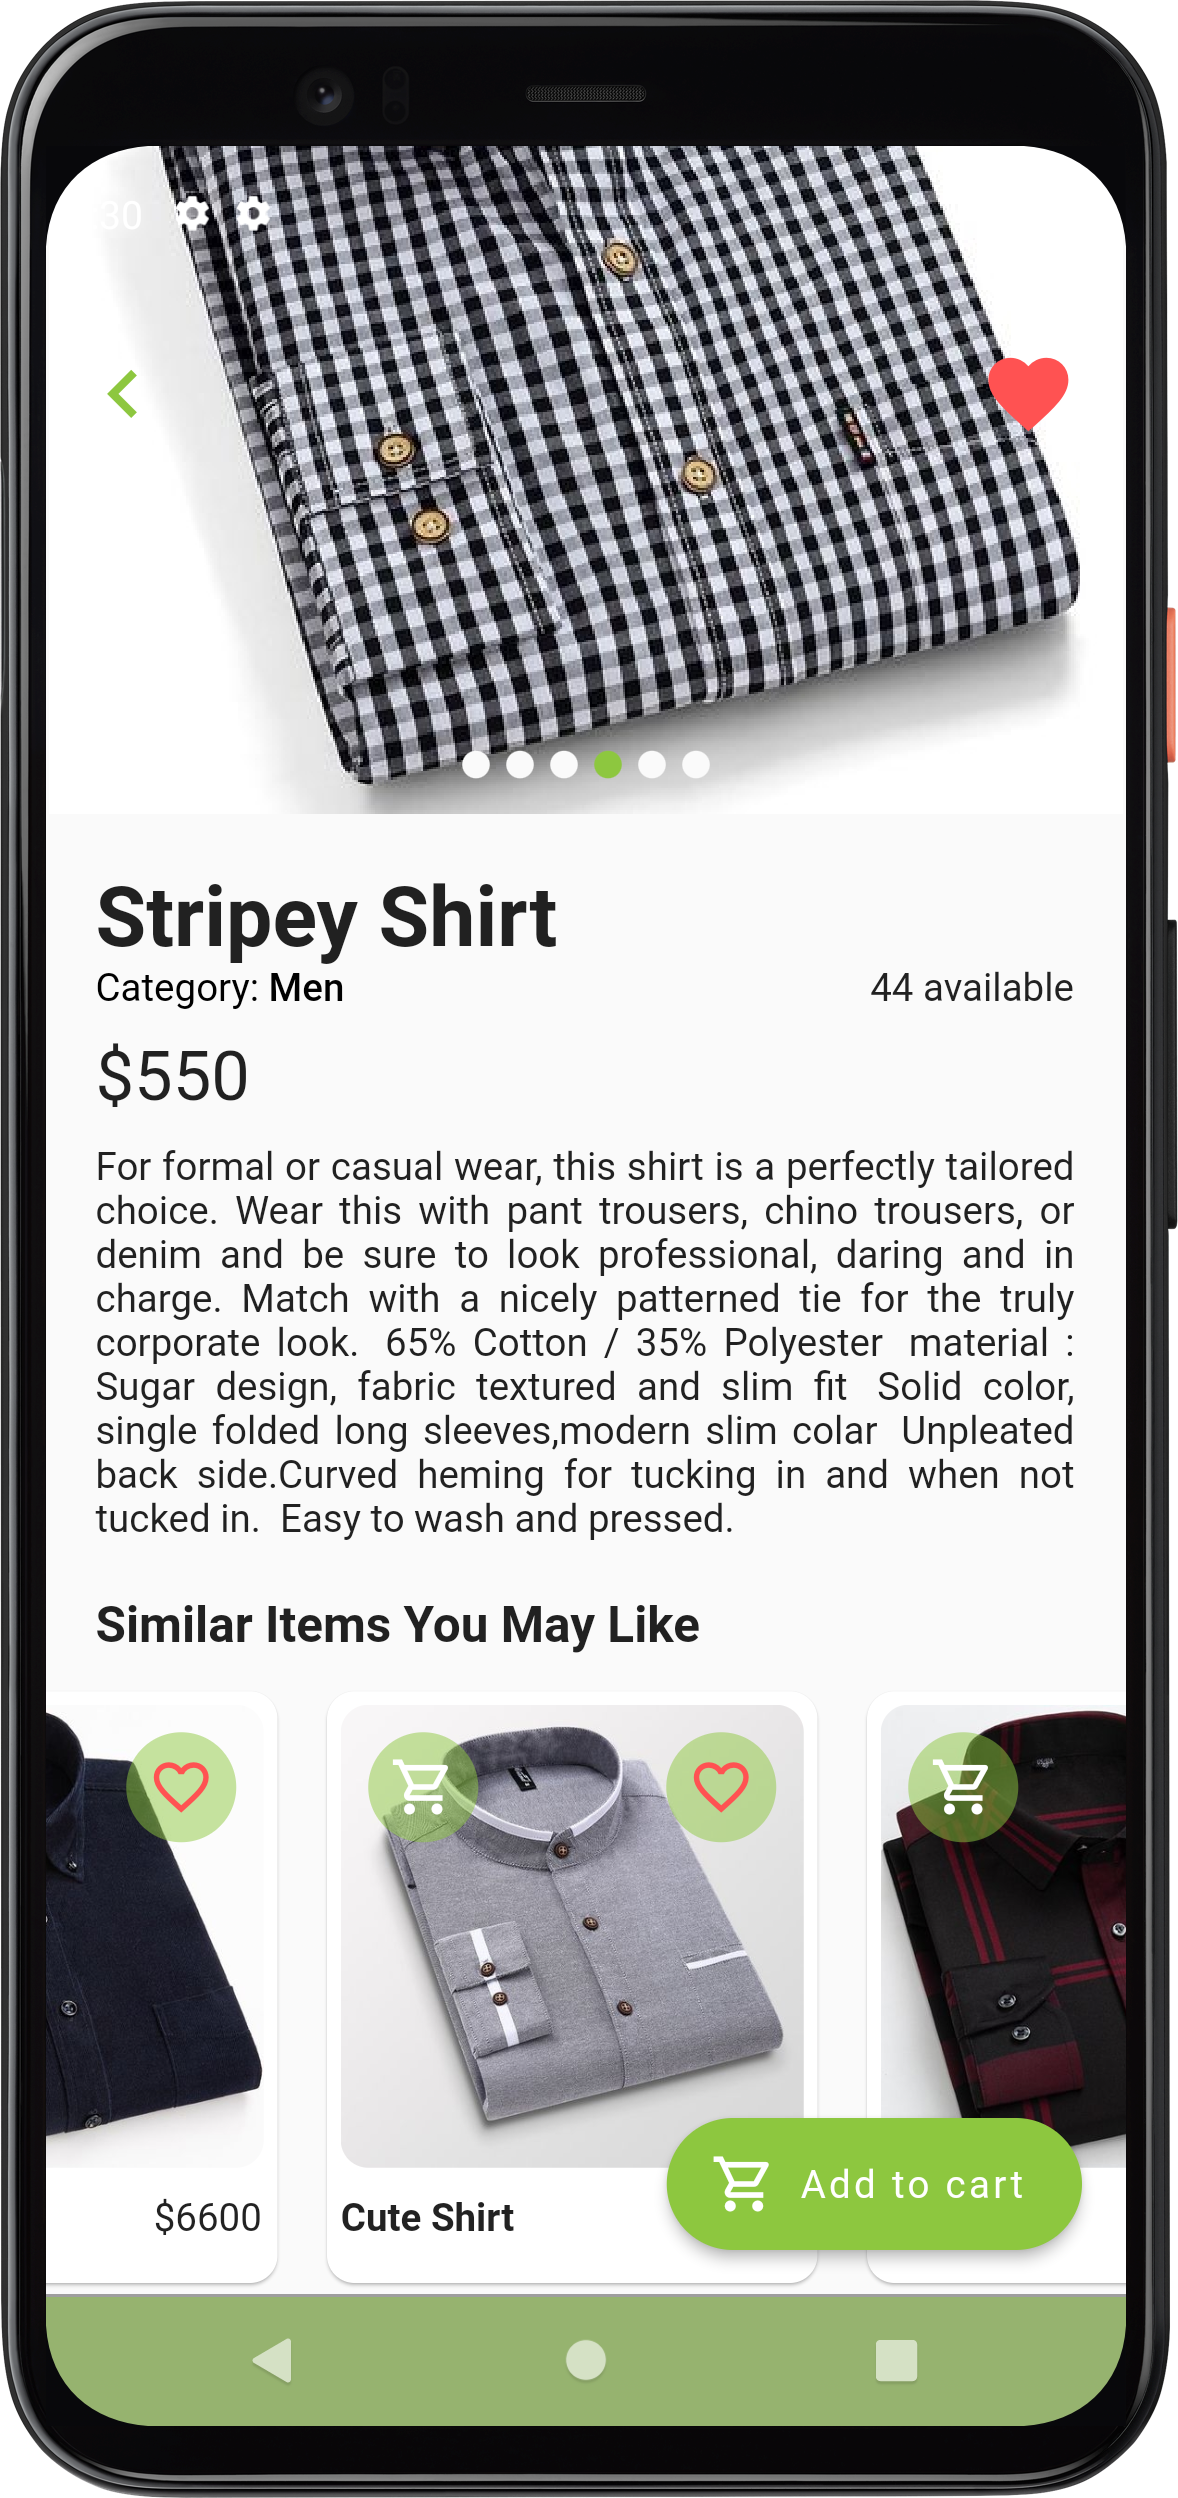 30
Stripey Shirt
Category: Men
44 available
$550
For formal or casual wear, this shirt is a perfectly tailored
choice. Wear this with pant trousers, chino trousers, or
denim and be sure to look professional, daring and in
charge. Match with a nicely patterned tie for the truly
corporate look. 65% Cotton / 35% Polyester material :
Sugar design, fabric textured and slim fit Solid color,
single folded long sleeves,modern slim colar Unpleated
back side.Curved heming for tucking in and when not
tucked in. Easy to wash and pressed.
Similar Items You May Like
$6600
Cute Shirt
Add to cart